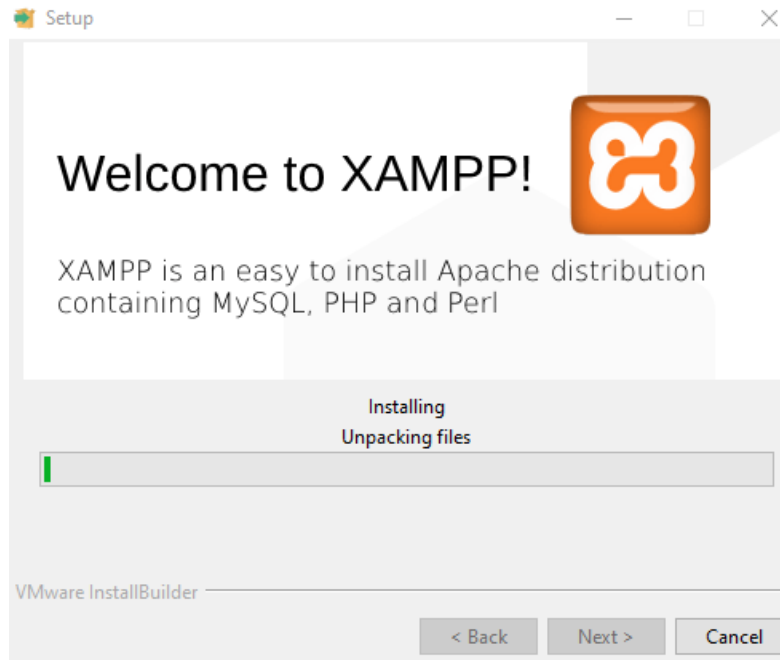 Setup
Welcome to XAMPP!
XAMPP is an easy to install Apache distribution
containing MySQL, PHP and Perl
Installing
Unpacking files
VMware InstallBuilder
< Back
Next >
Cancel